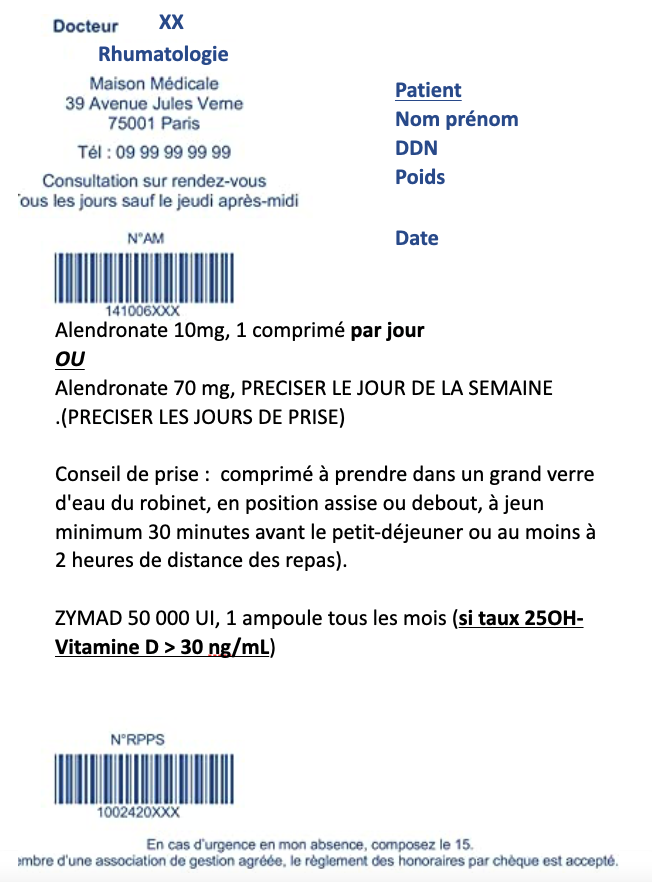 Docteur XX
Rhumatologie
Maison Médicale
39 Avenue Jules Verne
75001 Paris
Tél : 09 99 99 99 99
Consultation sur rendez-vous
ous les jours sauf le jeudi après-midi
Patient
Nom prénom
DDN
Poids
Date
N°AM
141006XXX
Alendronate 10mg, 1 comprimé par jour
OU
Alendronate 70 mg, PRECISER LE JOUR DE LA SEMAINE
.(PRECISER LES JOURS DE PRISE)
Conseil de prise : comprimé à prendre dans un grand verre
d'eau du robinet, en position assise ou debout, à jeun
minimum 30 minutes avant le petit-déjeuner ou au moins à
2 heures de distance des repas).
ZYMAD 50 000 UI, 1 ampoule tous les mois (si taux 25OH-
Vitamine D > 30 ng/mL)
N°RPPS
1002420XXX
En cas d'urgence en mon absence, composez le 15.
embre d'une association de gestion agréée, le règlement des honoraires par chèque est accepté.